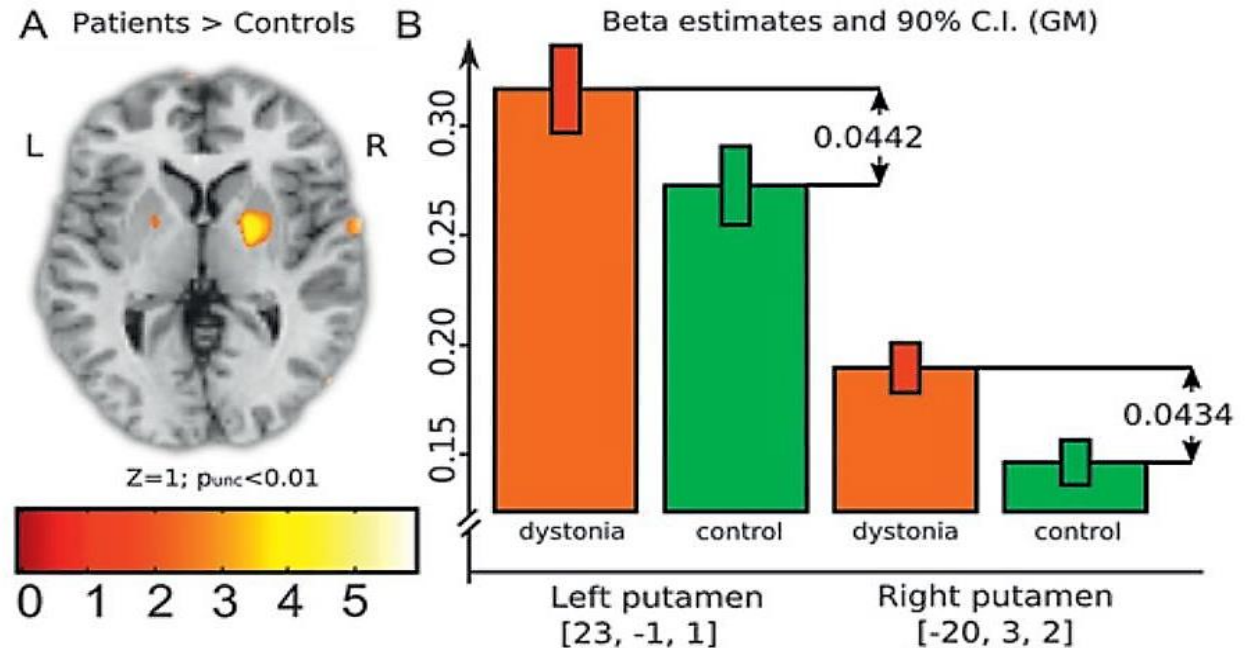 A Patients > Controls
L
R
Z=1; punc<0.01
0 1 2 3 4 5
B Beta estimates and 90% C.I. (GM)
0.30
0.25
0.20
0.15
0.0442
0.0434
dystonia control dystonia control
Left putamen Right putamen
[23, -1, 1] [-20, 3, 2]